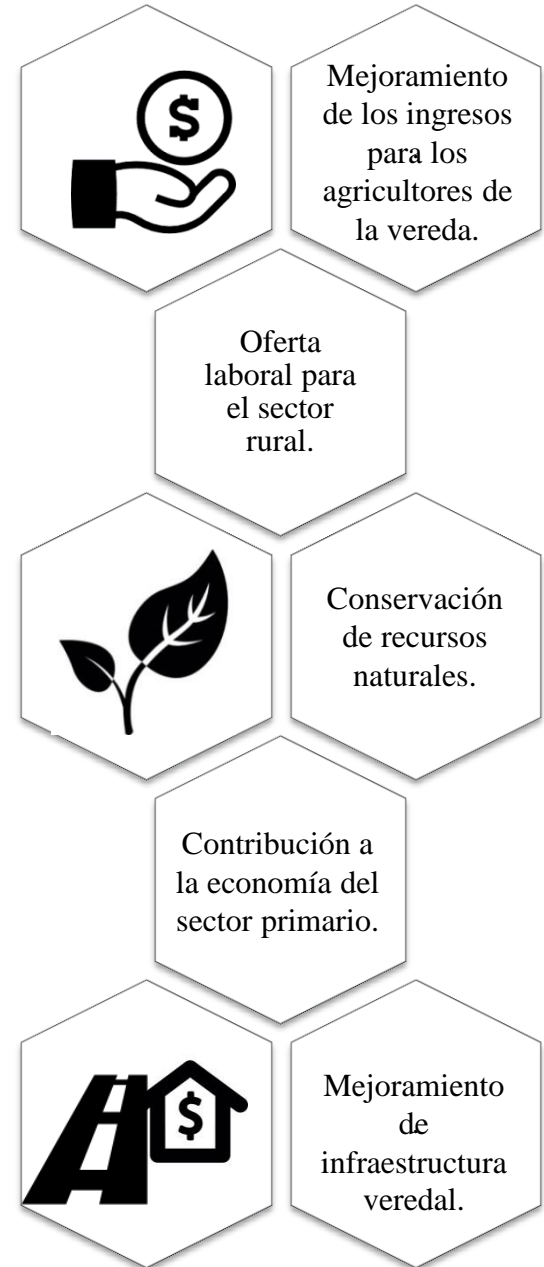 $
Mejoramiento
de los ingresos
para los
agricultores de
la vereda.
Oferta
laboral para
el sector
rural.
Conservación
de recursos
naturales.
Contribución a
la economía del
sector primario.
$
Mejoramiento
de
infraestructura
veredal.